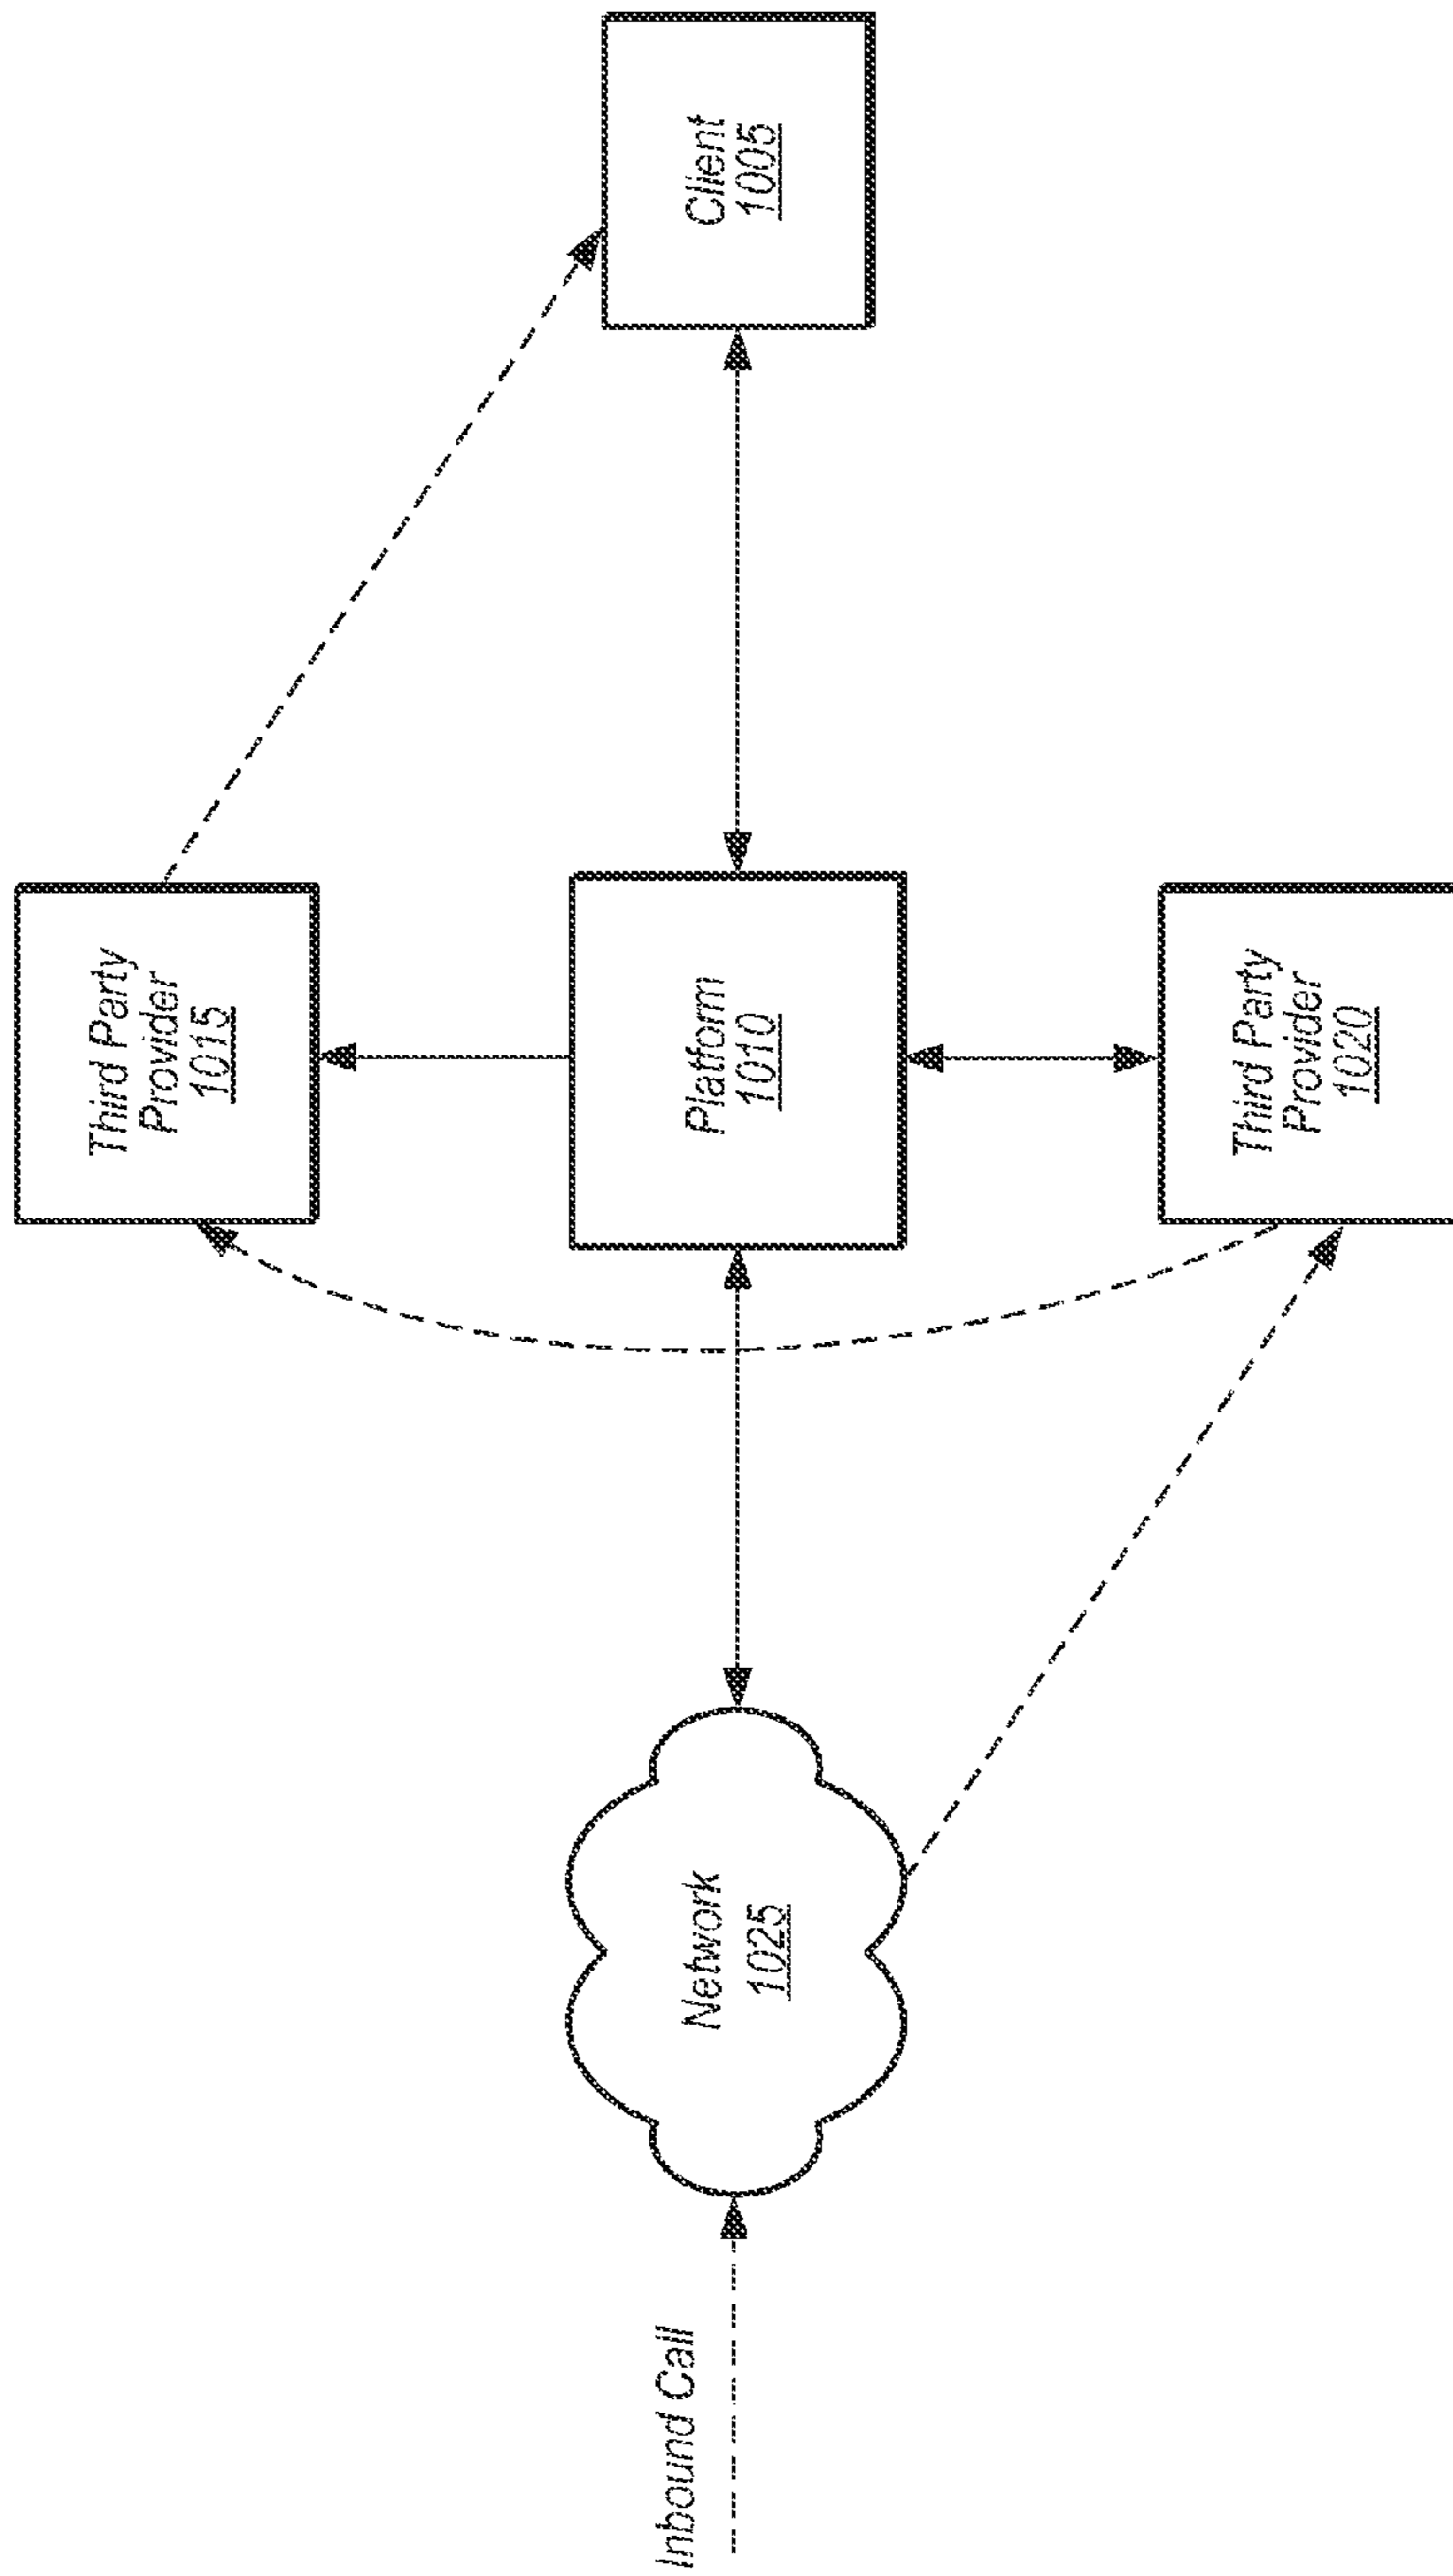 Third Party
Provider
1015
Inbound Call
Network
1025
Platform
1010
Client
1005
Third Party
Provider
1020